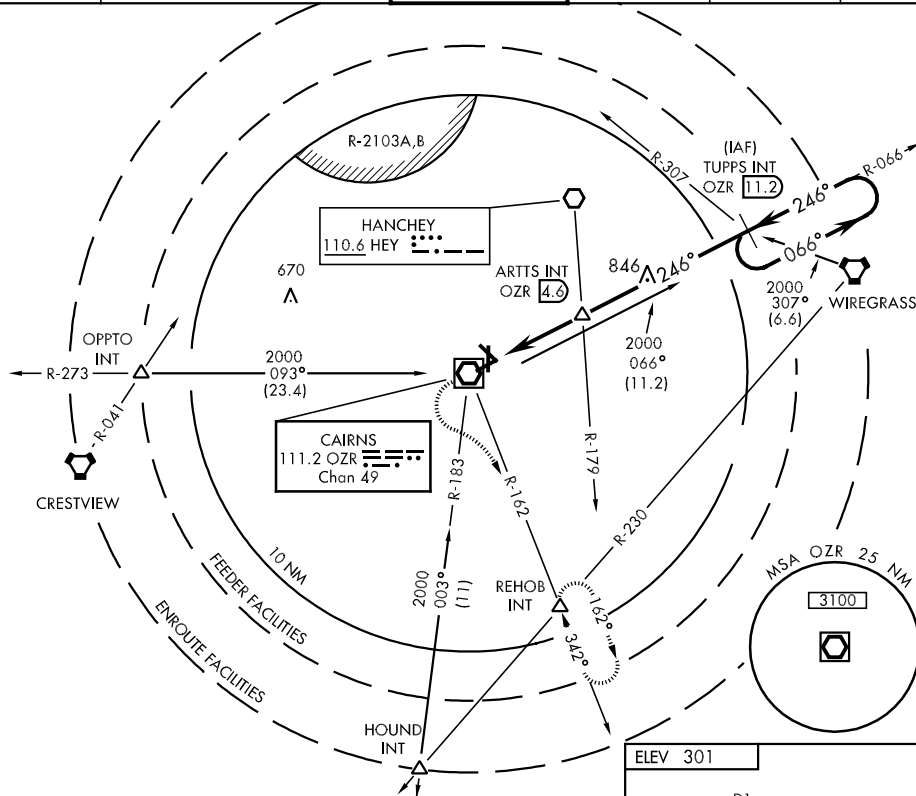 R-2103A,B
R-307
(IAF)
TUPPS INT
OZR 11.2
R-066
246°
066°
HANCHEY
110.6 HEY
670
ARTTS INT
OZR 4.6
846
246°
2000
307°
(6.6)
WIREGRASS
OPPTO
INT
R-273
2000
093°
(23.4)
2000
066°
(11.2)
R-041
CRESTVIEW
CAIRNS
111.2 OZR
Chan 49
R-183
R-162
R-179
R-230
10 NM
FEEDER FACILITIES
ENROUTE FACILITIES
2000
003°
(11)
REHOB
INT
162°
342°
MSA OZR 25 NM
3100
HOUND
INT
ELEV 301